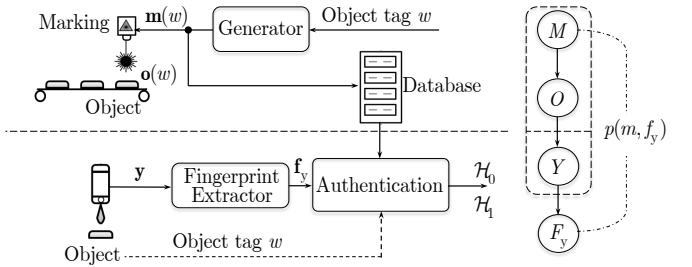 Marking
m(w)
Generator
Object tag w
o(w)
Object
Database
y
Fingerprint
Extractor
f_y
Authentication
H_0
H_1
Object
Object tag w
M
O
Y
F_y
p(m, f_y)